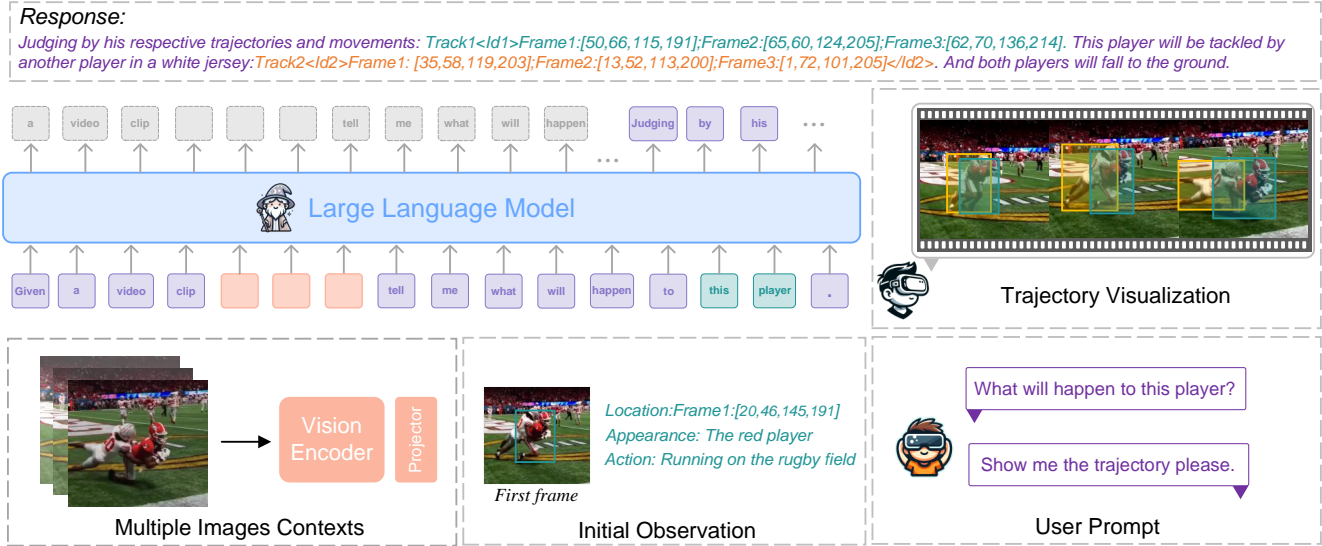 Response:
Judging by his respective trajectories and movements: Track1<Id1>Frame1:[50,66,115,191];Frame2:[65,60,124,205];Frame3:[62,70,136,214]. This player will be tackled by
another player in a white jersey:Track2<Id2>Frame1: [35,58,119,203];Frame2:[13,52,113,200];Frame3:[1,72,101,205]</Id2>. And both players will fall to the ground.
a video clip tell me what will happen Judging by his ...
...
Large Language Model
Given a video clip tell me what will happen to this player .
Trajectory Visualization
Vision
Encoder
Projector
Multiple Images Contexts
Location:Frame1:[20,46,145,191]
Appearance: The red player
Action: Running on the rugby field
First frame
Initial Observation
What will happen to this player?
Show me the trajectory please.
User Prompt